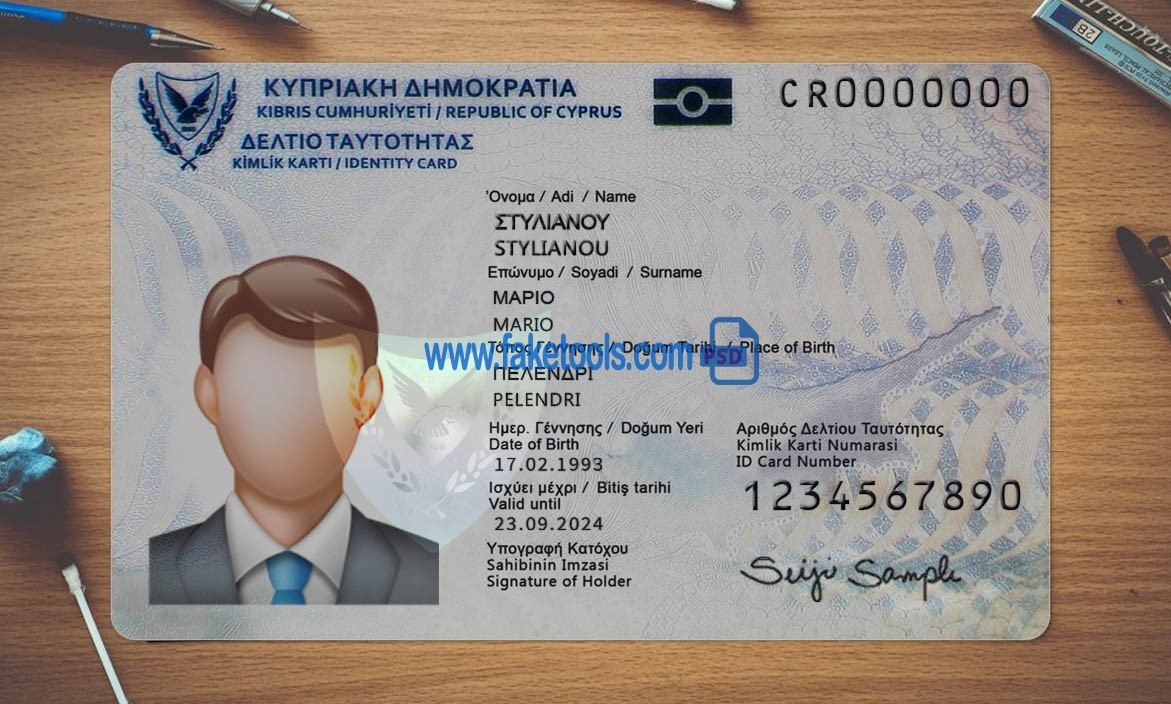 ΚΥΠΡΙΑΚΗ ΔΗΜΟΚΡΑΤΙΑ
KIBRIS CUMHURİYETİ / REPUBLIC OF CYPRUS
ΔΕΛΤΙΟ ΤΑΥΤΟΤΗΤΑΣ
KİMLİK KARTI / IDENTITY CARD
CR0000000
Όνομα / Adi / Name
ΣΤΥΛΙΑΝΟΥ
STYLIANOU
Επώνυμο / Soyadi / Surname
ΜΑΡΙΟ
MARIO
Τόπος Γέννησης / Doğum Tarihi / Place of Birth
www.faketools.com
PSD
ΠΕΛΕΝΔΡΙ
PELENDRI
Ημερ. Γέννησης / Doğum Yeri
Date of Birth
17.02.1993
Ισχύει μέχρι / Bitiş tarihi
Valid until
23.09.2024
Υπογραφή Κατόχου
Sahibinin Imzasi
Signature of Holder
Αριθμός Δελτίου Ταυτότητας
Kimlik Karti Numarasi
ID Card Number
1234567890
Seiji Sample
2B